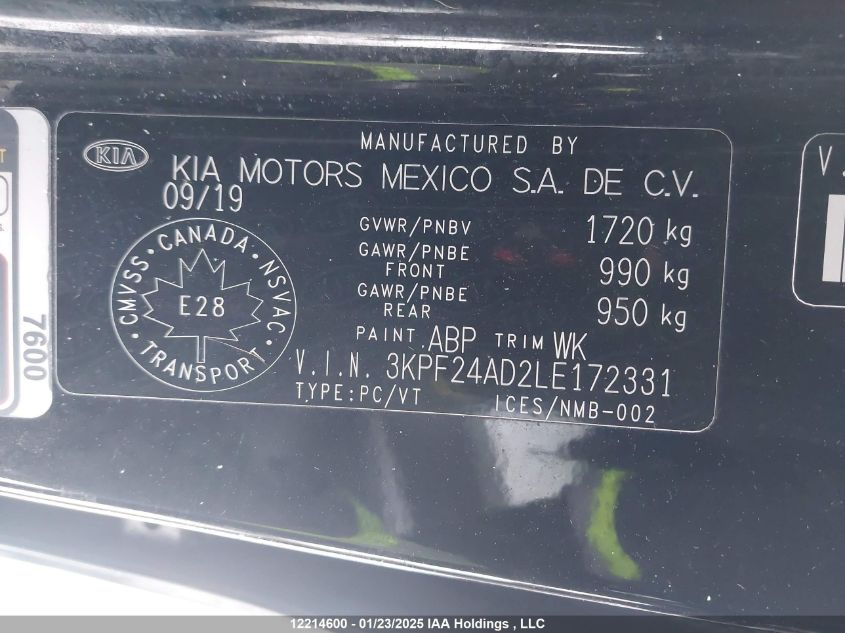 KIA
MANUFACTURED BY
KIA MOTORS MEXICO S.A. DE C.V.
09/19
GVWR/PNBV 1720 kg
GAWR/PNBE FRONT 990 kg
GAWR/PNBE REAR 950 kg
CANADA · NSVAC · TRANSPORT · CMVSS ·
E28
PAINT ABP TRIM WK
V.I.N. 3KPF24AD2LE172331
TYPE:PC/VT ICES/NMB-002
7600
V.
12214600 - 01/23/2025 IAA Holdings , LLC